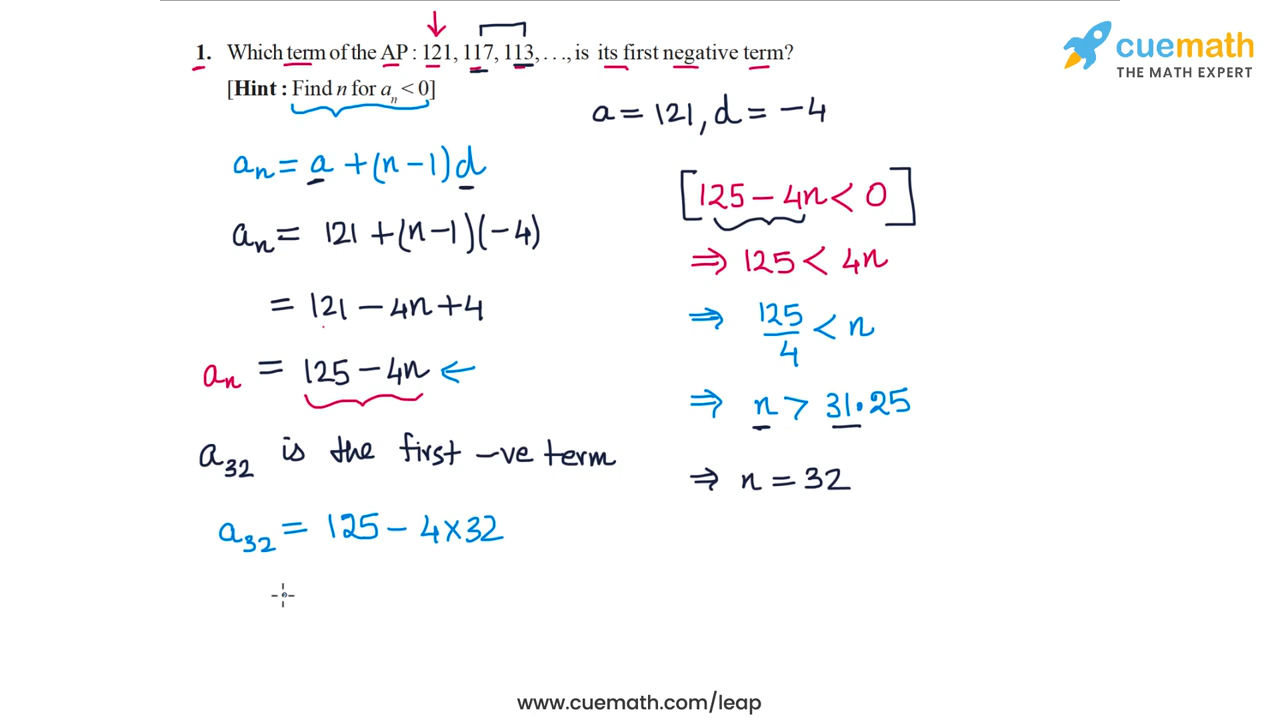 cuemath
THE MATH EXPERT
1. Which term of the AP : 121, 117, 113, . . ., is its first negative term?
[Hint : Find n for aₙ < 0]
a = 121, d = -4
aₙ = a + (n-1)d
aₙ = 121 + (n-1)(-4)
= 121 - 4n + 4
aₙ = 125 - 4n ←
a₃₂ is the first -ve term
a₃₂ = 125 - 4×32
[125 - 4n < 0]
⇒ 125 < 4n
⇒ 125/4 < n
⇒ n > 31.25
⇒ n = 32
www.cuemath.com/leap